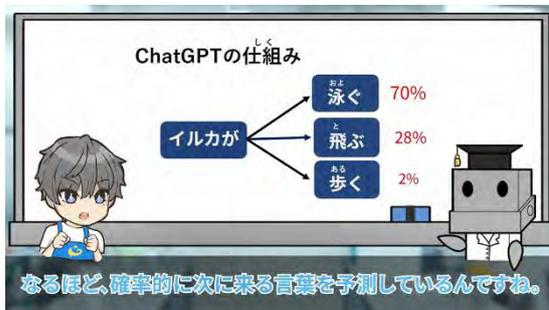 ChatGPTの仕組み
イルカが
泳ぐ 70%
飛ぶ 28%
歩く 2%
なるほど、確率的に次に来る言葉を予測しているんですね。